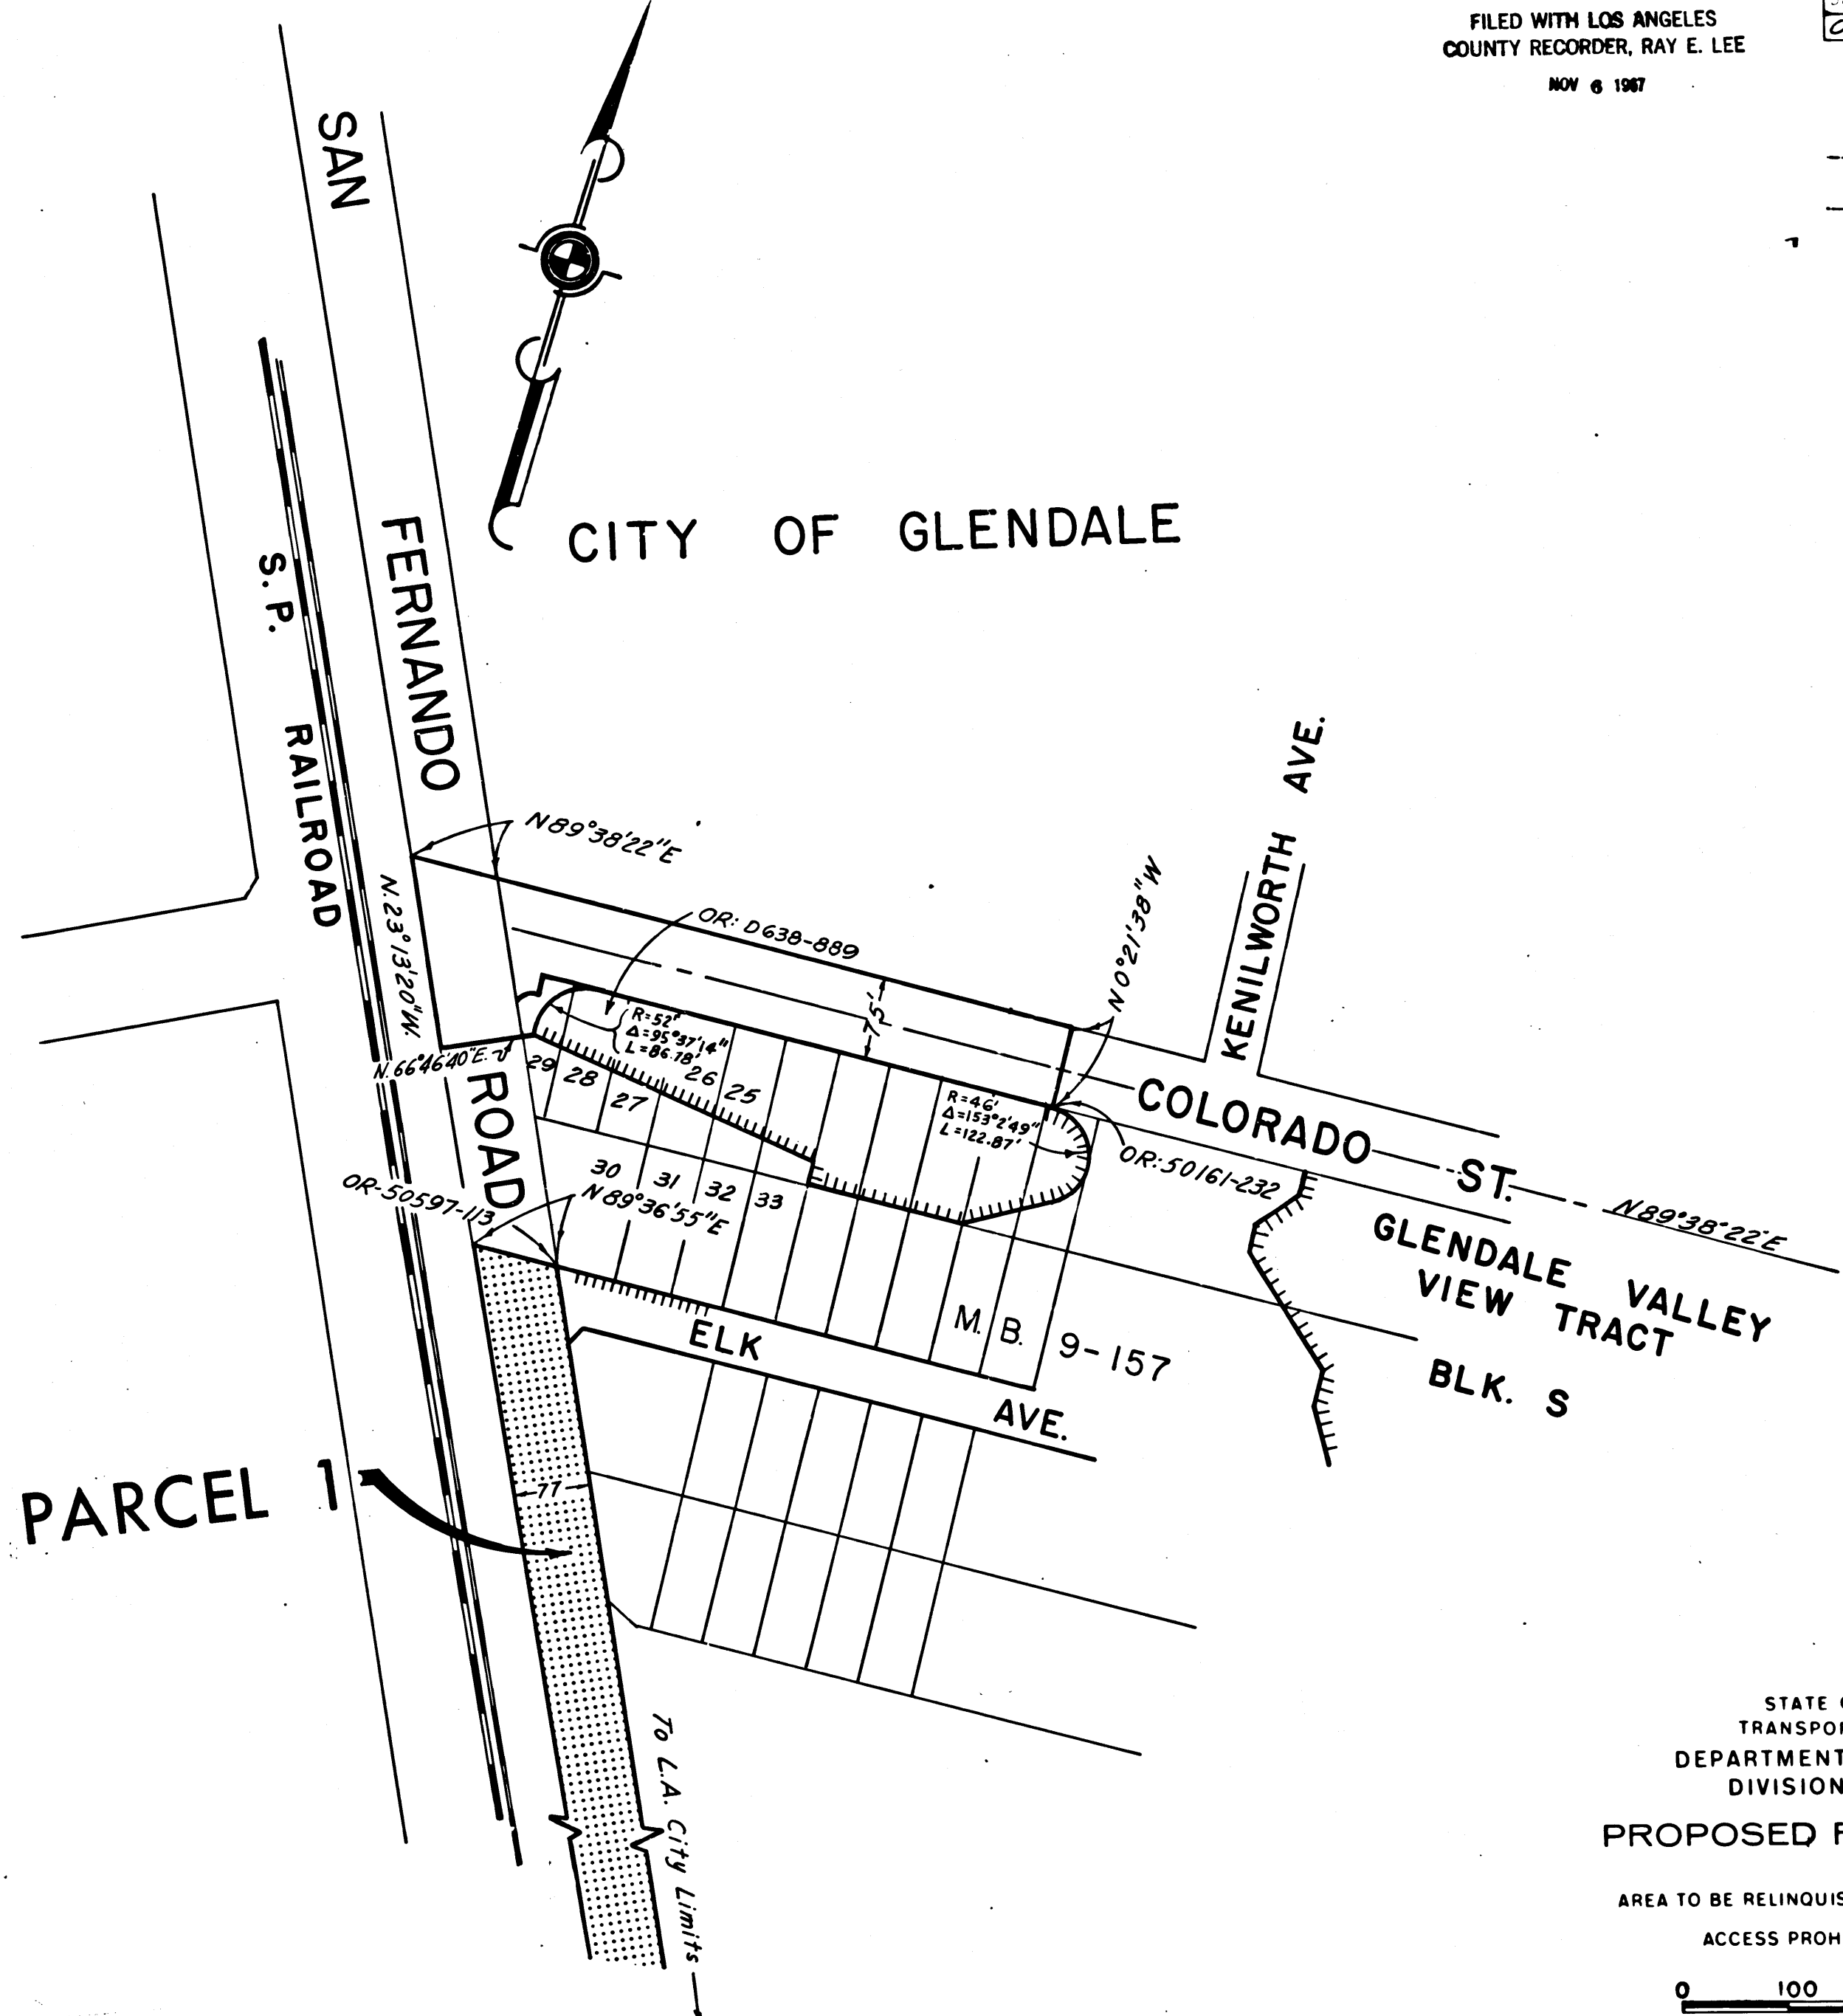 FILED WITH LOS ANGELES
COUNTY RECORDER, RAY E. LEE
NOV 6 1967
SAN
FERNANDO
ROAD
S. P.
RAILROAD
CITY OF GLENDALE
KENILWORTH AVE.
N89°38'22"E
OR: D638-889
N0°21'38"W
N.23°13'20"W.
75'
R=52'
Δ=95°37'14"
L=86.78'
N.66°46'40"E.
29
28
27
26
25
R=46'
Δ=153°2'49"
L=122.87'
COLORADO ST.
OR:50161-232
N89°38'22"E
30
31
32
33
OR-50597-113
N89°36'55"E
GLENDALE VALLEY
VIEW TRACT
BLK. S
M. B. 9-157
ELK AVE.
PARCEL 1
77
To L.A. City Limits
STATE
TRANSPOR
DEPARTMENT
DIVISION
PROPOSED
AREA TO BE RELINQUIS
ACCESS PROH
0 100